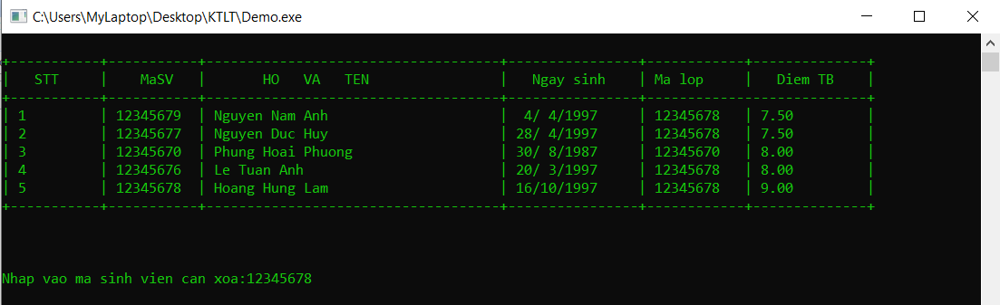 C:\Users\MyLaptop\Desktop\KTLT\Demo.exe
+-----------+-----------+------------------------------------+----------------+------------+--------------+
|   STT     |    MaSV   |       HO   VA   TEN                |   Ngay sinh    | Ma lop     |   Diem TB    |
+-----------+-----------+------------------------------------+----------------+------------+--------------+
| 1         | 12345679  | Nguyen Nam Anh                     |  4/ 4/1997     | 12345678   | 7.50         |
| 2         | 12345677  | Nguyen Duc Huy                     | 28/ 4/1997     | 12345678   | 7.50         |
| 3         | 12345670  | Phung Hoai Phuong                  | 30/ 8/1987     | 12345670   | 8.00         |
| 4         | 12345676  | Le Tuan Anh                        | 20/ 3/1997     | 12345678   | 8.00         |
| 5         | 12345678  | Hoang Hung Lam                     | 16/10/1997     | 12345678   | 9.00         |
+-----------+-----------+------------------------------------+----------------+------------+--------------+
Nhap vao ma sinh vien can xoa:12345678